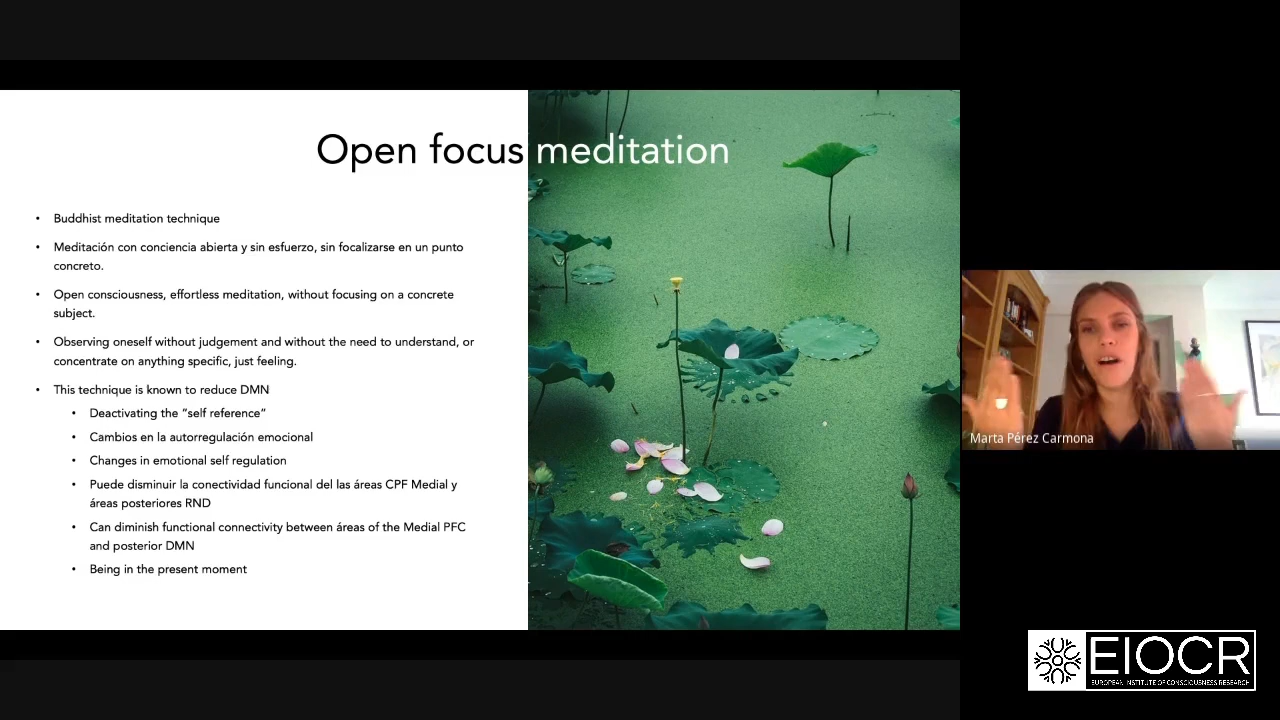 Open focus meditation
• Buddhist meditation technique
• Meditación con conciencia abierta y sin esfuerzo, sin focalizarse en un punto
concreto.
• Open consciousness, effortless meditation, without focusing on a concrete
subject.
• Observing oneself without judgement and without the need to understand, or
concentrate on anything specific, just feeling.
• This technique is known to reduce DMN
• Deactivating the “self reference”
• Cambios en la autorregulación emocional
• Changes in emotional self regulation
• Puede disminuir la conectividad funcional del las áreas CPF Medial y
áreas posteriores RND
• Can diminish functional connectivity between áreas of the Medial PFC
and posterior DMN
• Being in the present moment
Marta Pérez Carmona
EIOCR
EUROPEAN INSTITUTE OF CONSCIOUSNESS RESEARCH